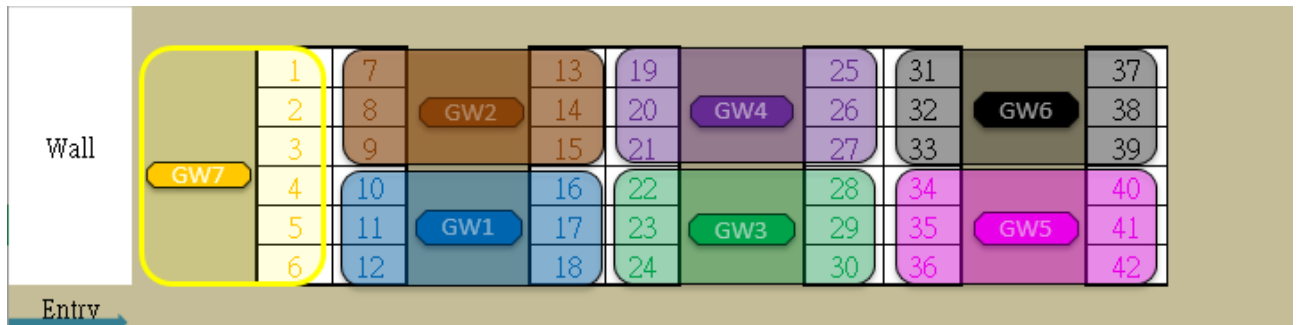 1 7 13 19 25 31 37
2 8 GW2 14 20 GW4 26 32 GW6 38
Wall 3 9 15 21 27 33 39
GW7 4 10 16 22 28 34 40
5 11 GW1 17 23 GW3 29 35 GW5 41
6 12 18 24 30 36 42
Entry